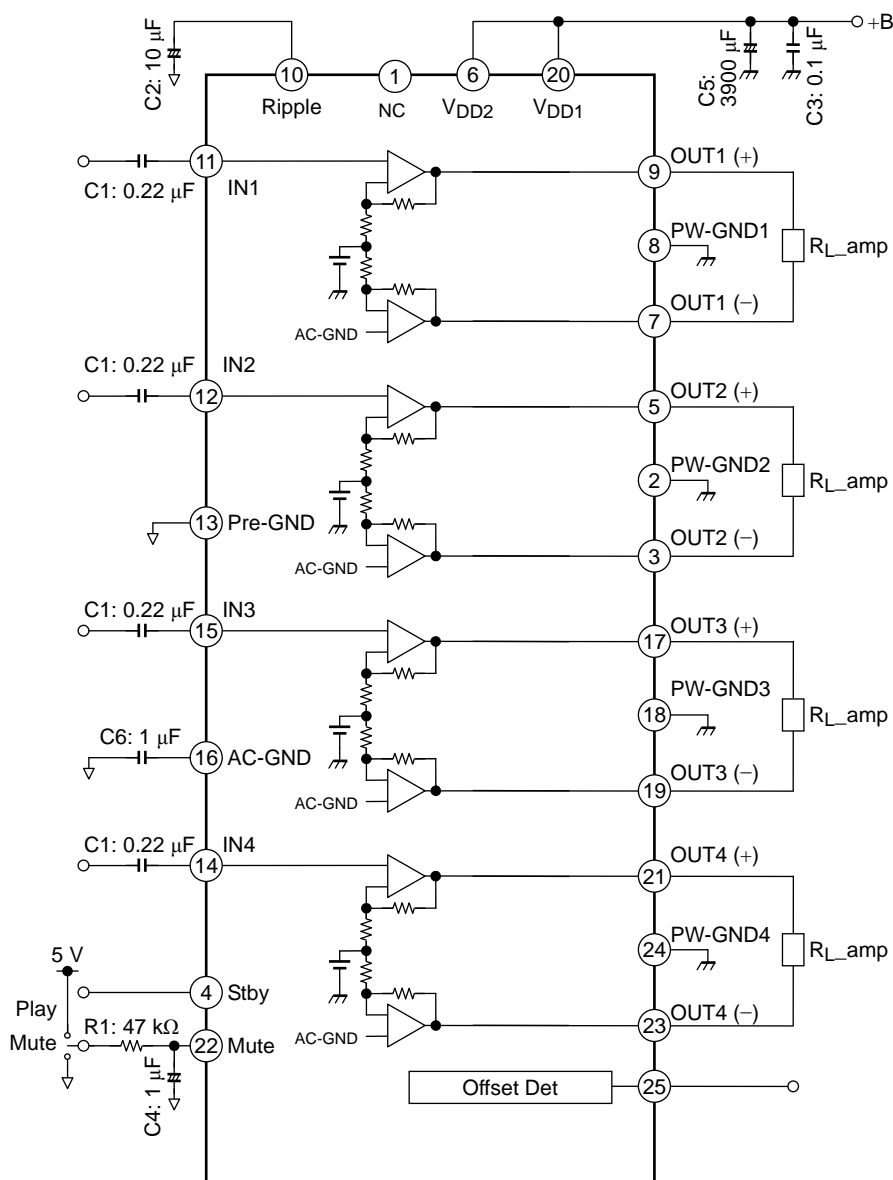 +B
C2: 10 µF
C5:
3900 µF
C3: 0.1 µF
10
1
6
20
Ripple
NC
VDD2
VDD1
11
IN1
C1: 0.22 µF
OUT1 (+)
9
PW-GND1
8
RL_amp
AC-GND
OUT1 (−)
7
C1: 0.22 µF
IN2
12
OUT2 (+)
5
PW-GND2
2
RL_amp
13
Pre-GND
AC-GND
OUT2 (−)
3
C1: 0.22 µF
IN3
15
OUT3 (+)
17
PW-GND3
18
RL_amp
C6: 1 µF
16
AC-GND
AC-GND
OUT3 (−)
19
C1: 0.22 µF
IN4
14
OUT4 (+)
21
PW-GND4
24
RL_amp
5 V
4
Stby
Play
R1: 47 kΩ
Mute
22
Mute
C4: 1 µF
AC-GND
OUT4 (−)
23
Offset Det
25